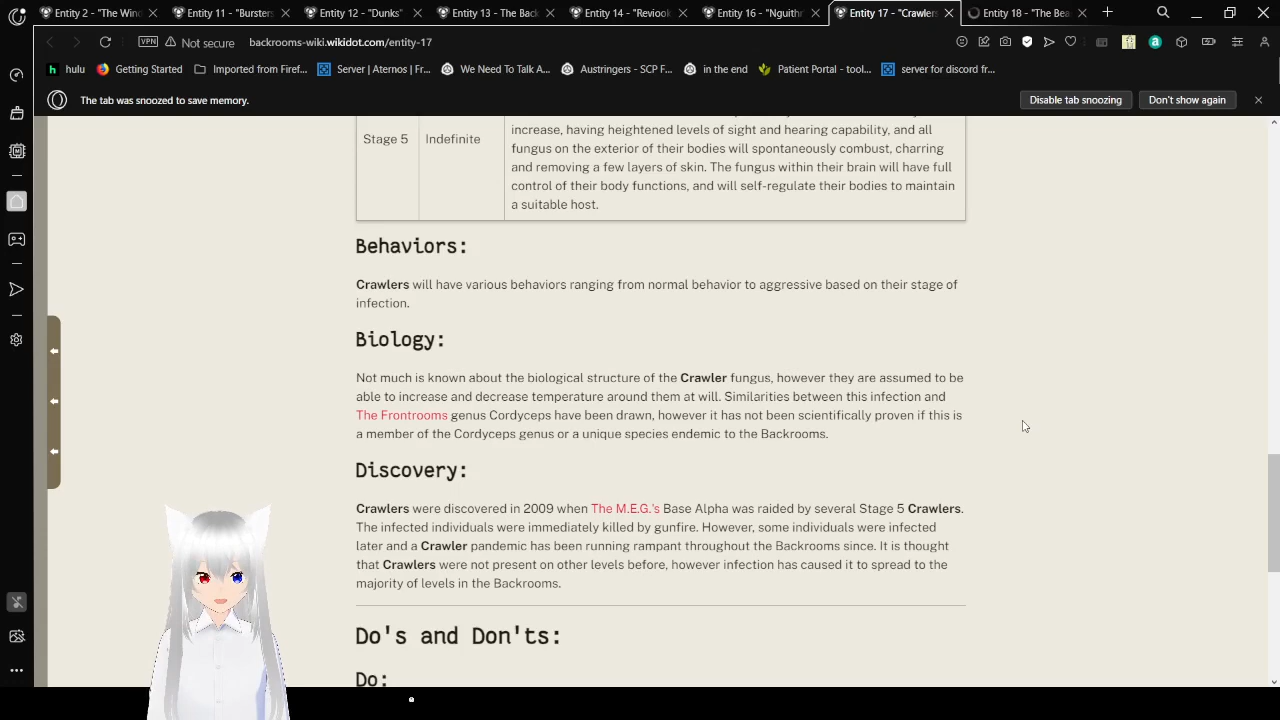 Entity 2 - "The Wind
Entity 11 - "Bursters
Entity 12 - "Dunks"
Entity 13 - The Back
Entity 14 - "Reviook
Entity 16 - "Nguithr
Entity 17 - "Crawlers
Entity 18 - "The Bea
VPN
Not secure
backrooms-wiki.wikidot.com/entity-17
hulu
Getting Started
Imported from Firef...
Server | Aternos | Fr...
We Need To Talk A...
Austringers - SCP F...
in the end
Patient Portal - tool...
server for discord fr...
The tab was snoozed to save memory.
Disable tab snoozing
Don't show again
Stage 5
Indefinite
increase, having heightened levels of sight and hearing capability, and all
fungus on the exterior of their bodies will spontaneously combust, charring
and removing a few layers of skin. The fungus within their brain will have full
control of their body functions, and will self-regulate their bodies to maintain
a suitable host.
Behaviors:
Crawlers will have various behaviors ranging from normal behavior to aggressive based on their stage of
infection.
Biology:
Not much is known about the biological structure of the Crawler fungus, however they are assumed to be
able to increase and decrease temperature around them at will. Similarities between this infection and
The Frontrooms genus Cordyceps have been drawn, however it has not been scientifically proven if this is
a member of the Cordyceps genus or a unique species endemic to the Backrooms.
Discovery:
Crawlers were discovered in 2009 when The M.E.G.'s Base Alpha was raided by several Stage 5 Crawlers.
The infected individuals were immediately killed by gunfire. However, some individuals were infected
later and a Crawler pandemic has been running rampant throughout the Backrooms since. It is thought
that Crawlers were not present on other levels before, however infection has caused it to spread to the
majority of levels in the Backrooms.
Do's and Don'ts:
Do: